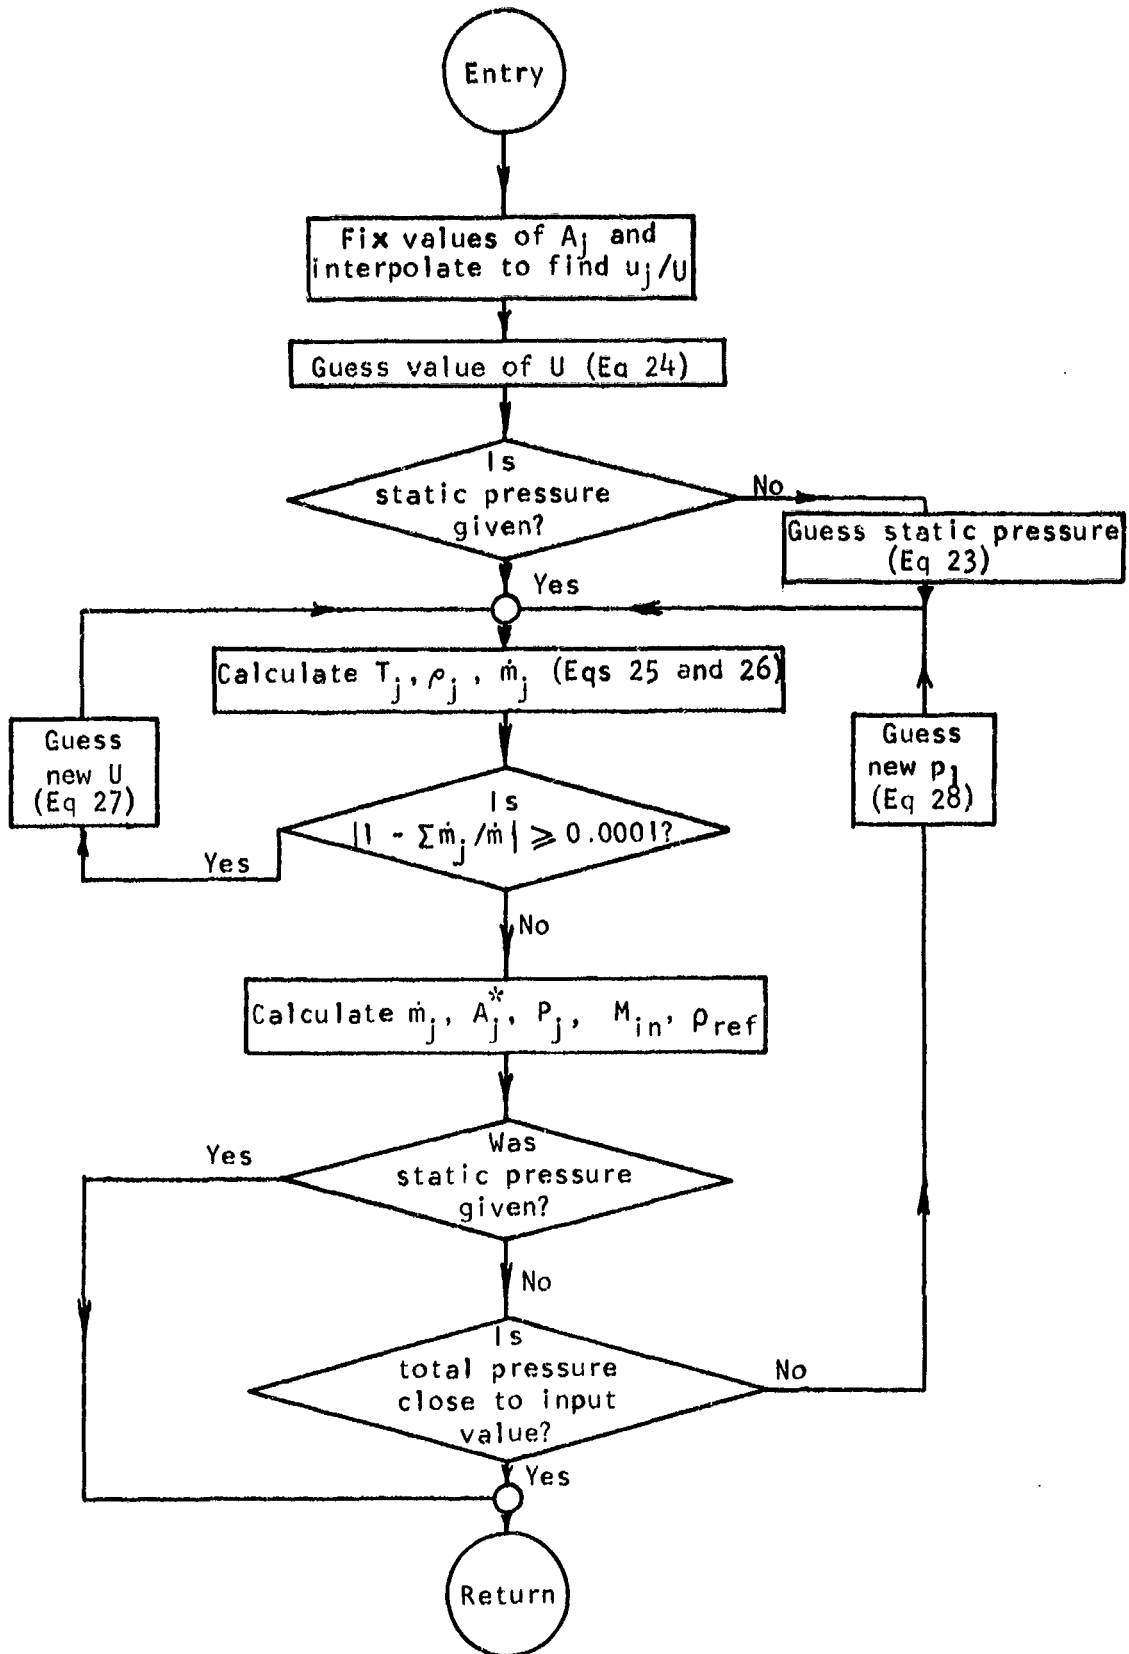 Entry
Fix values of Aj and
interpolate to find uj/U
Guess value of U (Eq 24)
Is
static pressure
given?
No
Guess static pressure
(Eq 23)
Yes
Calculate Tj, ρj, ṁj (Eqs 25 and 26)
Guess
new U
(Eq 27)
Guess
new p1
(Eq 28)
Is
|1 - Σṁj/ṁ| ⩾ 0.0001?
Yes
No
Calculate ṁj, Aj*, Pj, Min, ρref
Was
static pressure
given?
Yes
No
Is
total pressure
close to input
value?
No
Yes
Return